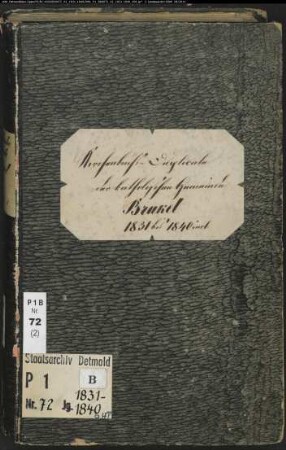 Kirchenbuchs-Duplicate
der katholischen Gemeinde
Brakel
1831 bis 1840 incl.
P 1 B
Nr.
72
(2)
Staatsarchiv Detmold
P 1
B
Nr. 72
Jg.
1831-
1840